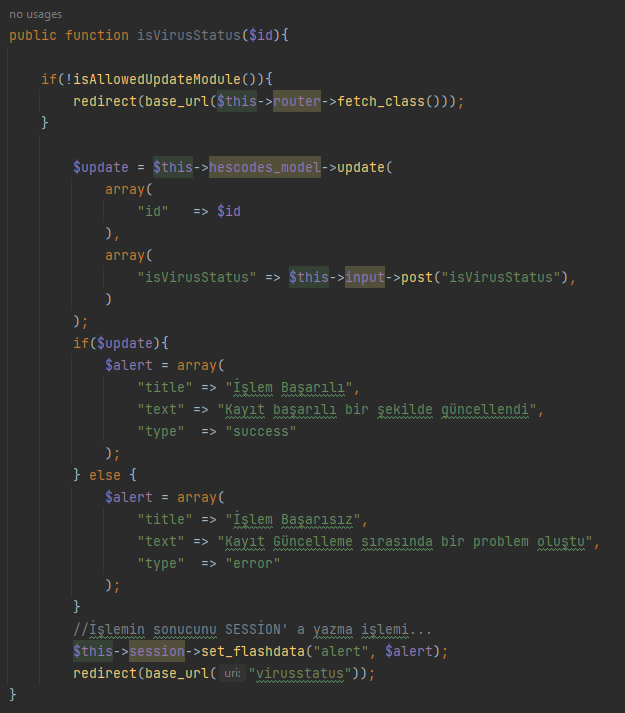 no usages
public function isVirusStatus($id){
if(!isAllowedUpdateModule()){
redirect(base_url($this->router->fetch_class()));
}
$update = $this->hescodes_model->update(
array(
"id"   => $id
),
array(
"isVirusStatus" => $this->input->post("isVirusStatus"),
)
);
if($update){
$alert = array(
"title" => "İşlem Başarılı",
"text" => "Kayıt başarılı bir şekilde güncellendi",
"type"  => "success"
);
} else {
$alert = array(
"title" => "İşlem Başarısız",
"text" => "Kayıt Güncelleme sırasında bir problem oluştu",
"type"  => "error"
);
}
//İşlemin sonucunu SESSİON' a yazma işlemi...
$this->session->set_flashdata("alert", $alert);
redirect(base_url( uri: "virusstatus"));
}